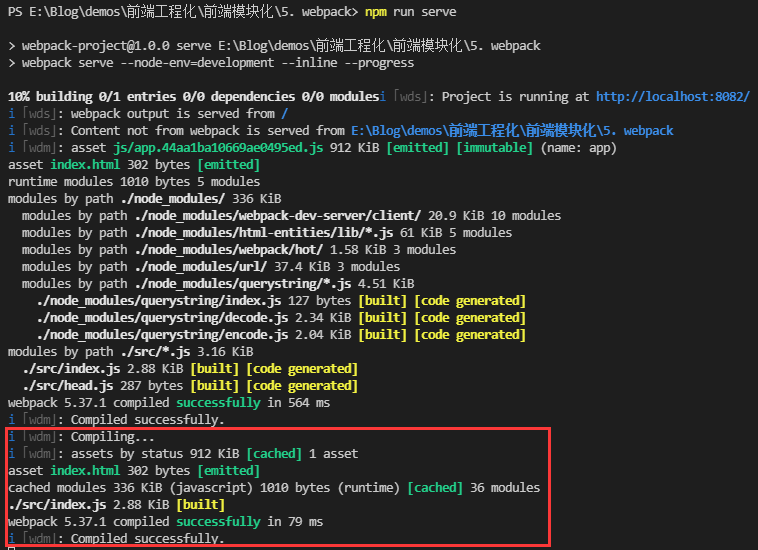 PS E:\Blog\demos\前端工程化\前端模块化\5. webpack> npm run serve
> webpack-project@1.0.0 serve E:\Blog\demos\前端工程化\前端模块化\5. webpack
> webpack serve --node-env=development --inline --progress
10% building 0/1 entries 0/0 dependencies 0/0 modulesi ｢wds｣: Project is running at http://localhost:8082/
i ｢wds｣: webpack output is served from /
i ｢wds｣: Content not from webpack is served from E:\Blog\demos\前端工程化\前端模块化\5. webpack
i ｢wdm｣: asset js/app.44aa1ba10669ae0495ed.js 912 KiB [emitted] [immutable] (name: app)
asset index.html 302 bytes [emitted]
runtime modules 1010 bytes 5 modules
modules by path ./node_modules/ 336 KiB
  modules by path ./node_modules/webpack-dev-server/client/ 20.9 KiB 10 modules
  modules by path ./node_modules/html-entities/lib/*.js 61 KiB 5 modules
  modules by path ./node_modules/webpack/hot/ 1.58 KiB 3 modules
  modules by path ./node_modules/url/ 37.4 KiB 3 modules
  modules by path ./node_modules/querystring/*.js 4.51 KiB
    ./node_modules/querystring/index.js 127 bytes [built] [code generated]
    ./node_modules/querystring/decode.js 2.34 KiB [built] [code generated]
    ./node_modules/querystring/encode.js 2.04 KiB [built] [code generated]
modules by path ./src/*.js 3.16 KiB
  ./src/index.js 2.88 KiB [built] [code generated]
  ./src/head.js 287 bytes [built] [code generated]
webpack 5.37.1 compiled successfully in 564 ms
i ｢wdm｣: Compiled successfully.
i ｢wdm｣: Compiling...
i ｢wdm｣: assets by status 912 KiB [cached] 1 asset
asset index.html 302 bytes [emitted]
cached modules 336 KiB (javascript) 1010 bytes (runtime) [cached] 36 modules
./src/index.js 2.88 KiB [built]
webpack 5.37.1 compiled successfully in 79 ms
i ｢wdm｣: Compiled successfully.